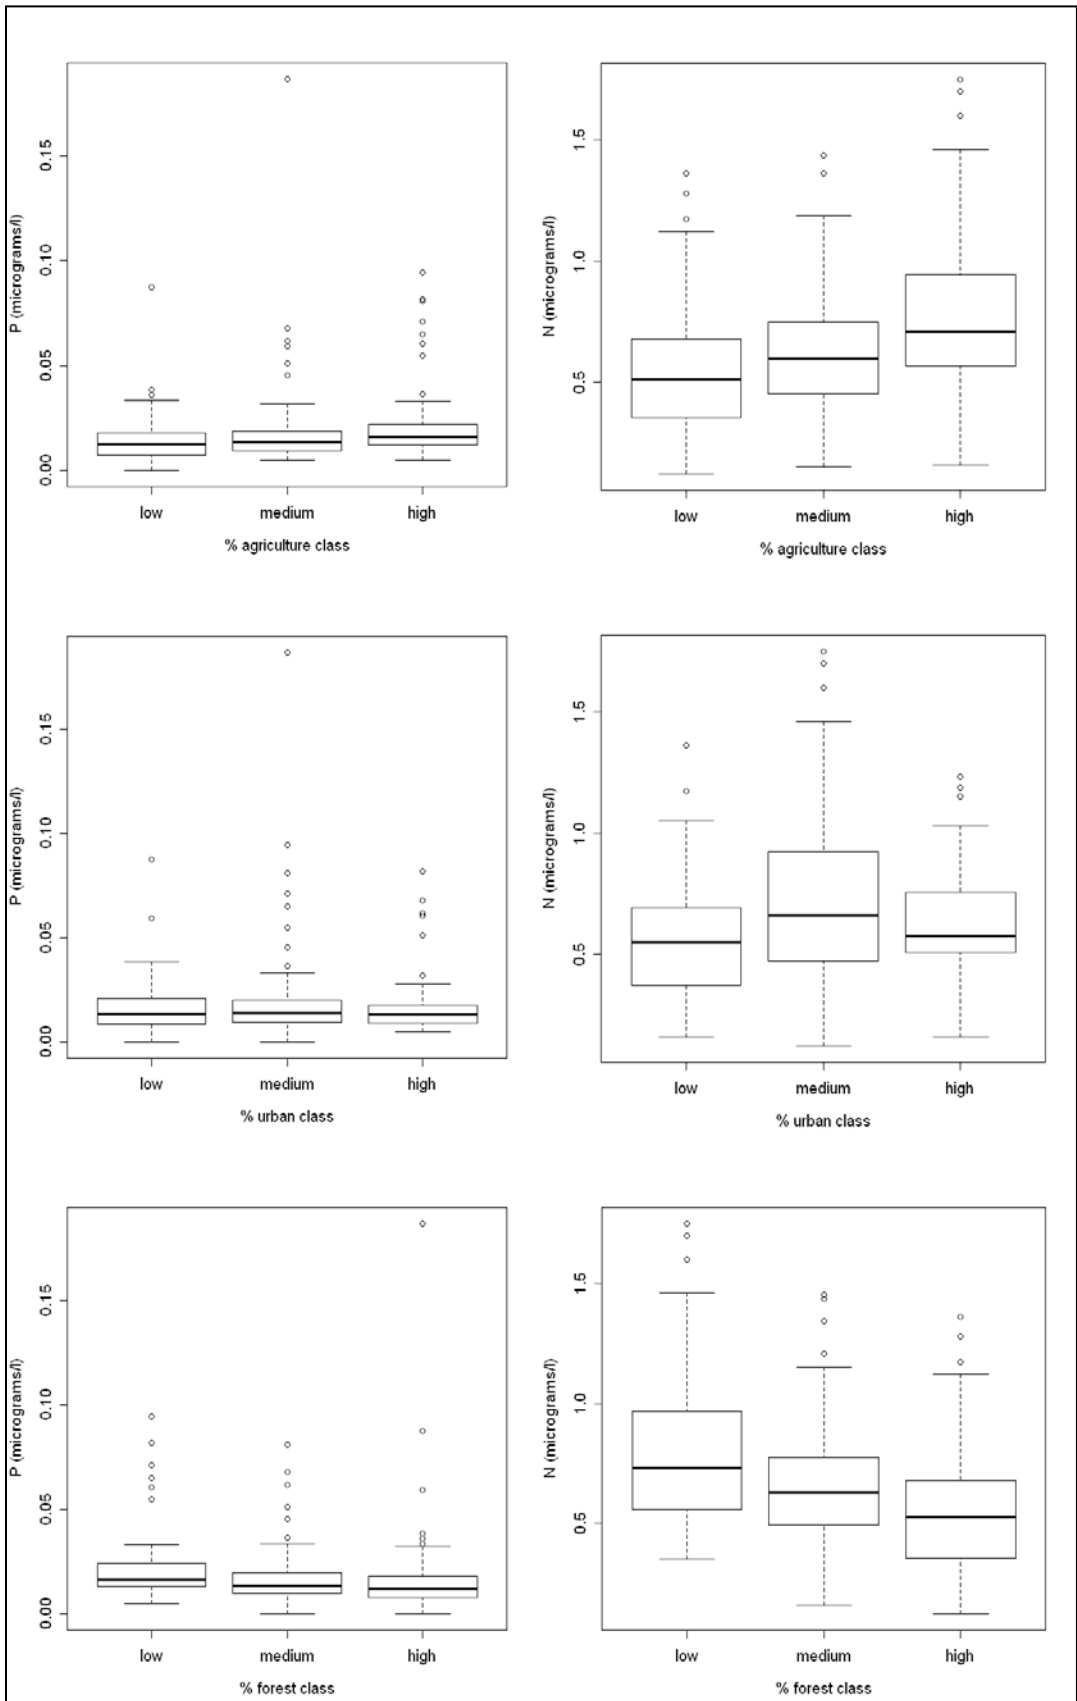 P (micrograms/l)
0.00
0.05
0.10
0.15
low
medium
high
% agriculture class
N (micrograms/l)
0.5
1.0
1.5
low
medium
high
% agriculture class
P (micrograms/l)
0.00
0.05
0.10
0.15
low
medium
high
% urban class
N (micrograms/l)
0.5
1.0
1.5
low
medium
high
% urban class
P (micrograms/l)
0.00
0.05
0.10
0.15
low
medium
high
% forest class
N (micrograms/l)
0.5
1.0
1.5
low
medium
high
% forest class